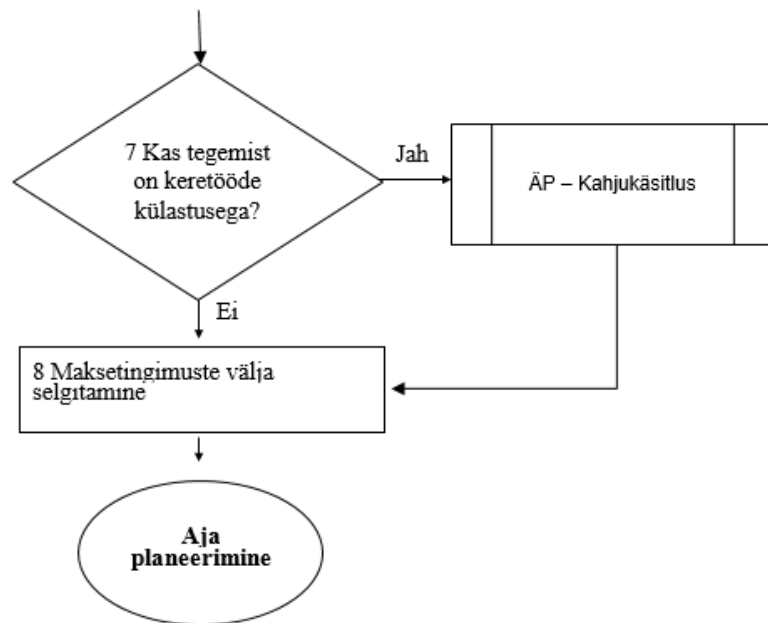 7 Kas tegemist
on keretööde
külastusega?
Jah
ÄP – Kahjukäsitlus
Ei
8 Maksetingimuste välja
selgitamine
Aja
planeerimine